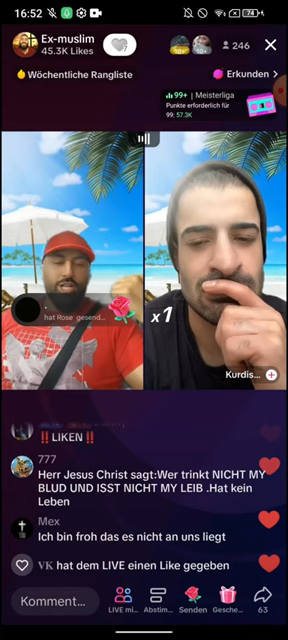 16:52
74
Ex-muslim
45.3K Likes
246
Wöchentliche Rangliste
Erkunden >
99+ | Meisterliga
Punkte erforderlich für
99: 57.3K
hat Rose gesend...
x1
Kurdis...
‼️LIKEN‼️
777
Herr Jesus Christ sagt:Wer trinkt NICHT MY
BLUD UND ISST NICHT MY LEIB .Hat kein
Leben
Mex
Ich bin froh das es nicht an uns liegt
VK hat dem LIVE einen Like gegeben
Komment...
LIVE mi...
Abstim...
Senden
Gesche...
63